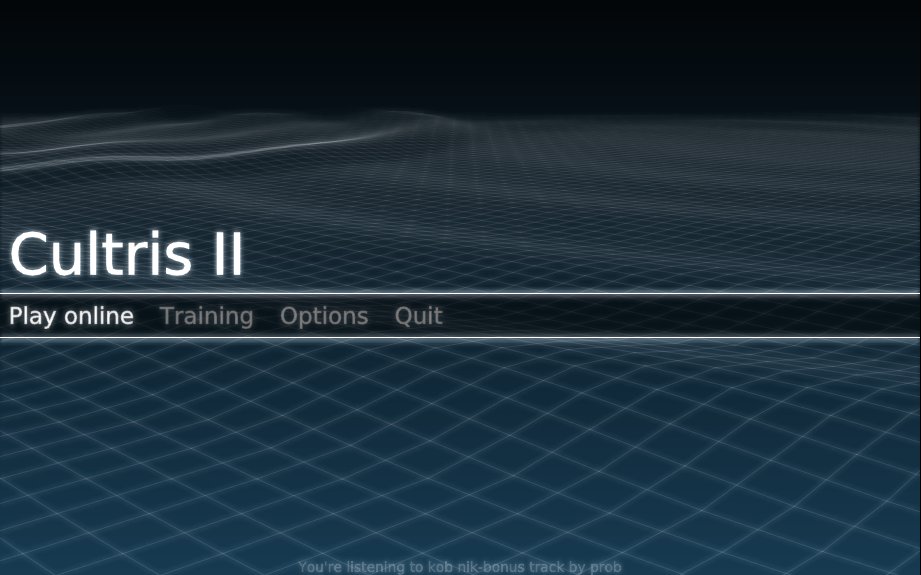 Cultris II
Play online Training Options Quit
You're listening to kob nik-bonus track by prob